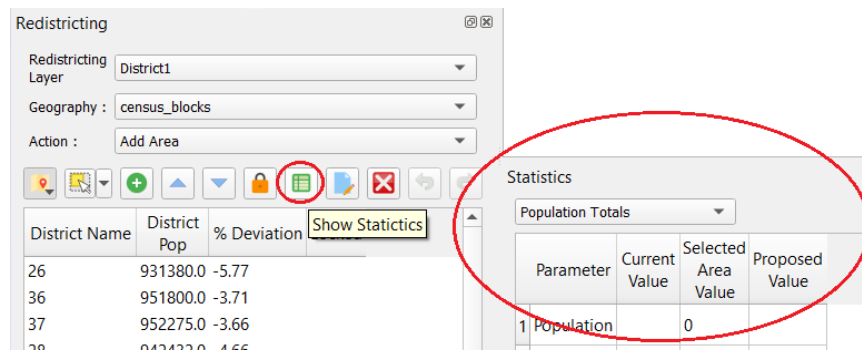 Redistricting
Redistricting
Layer
District1
Geography :
census_blocks
Action :
Add Area
Show Statictics
District Name
District
Pop
% Deviation
26
931380.0
-5.77
36
951800.0
-3.71
37
952275.0
-3.66
Statistics
Population Totals
Parameter
Current
Value
Selected
Area
Value
Proposed
Value
1
Population
0